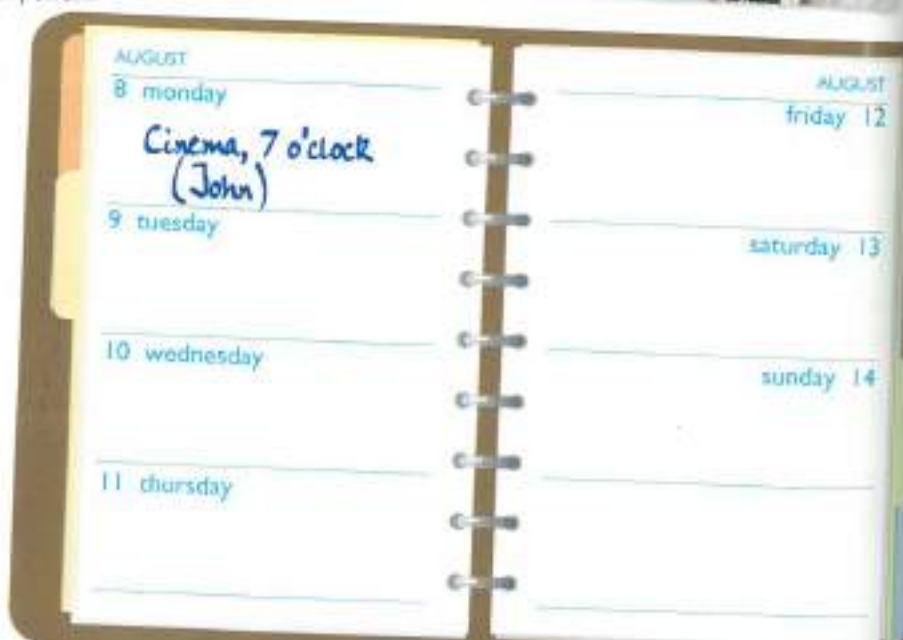 AUGUST
8 monday
Cinema, 7 o'clock
(John)
9 tuesday
10 wednesday
11 thursday
AUGUST
friday 12
saturday 13
sunday 14